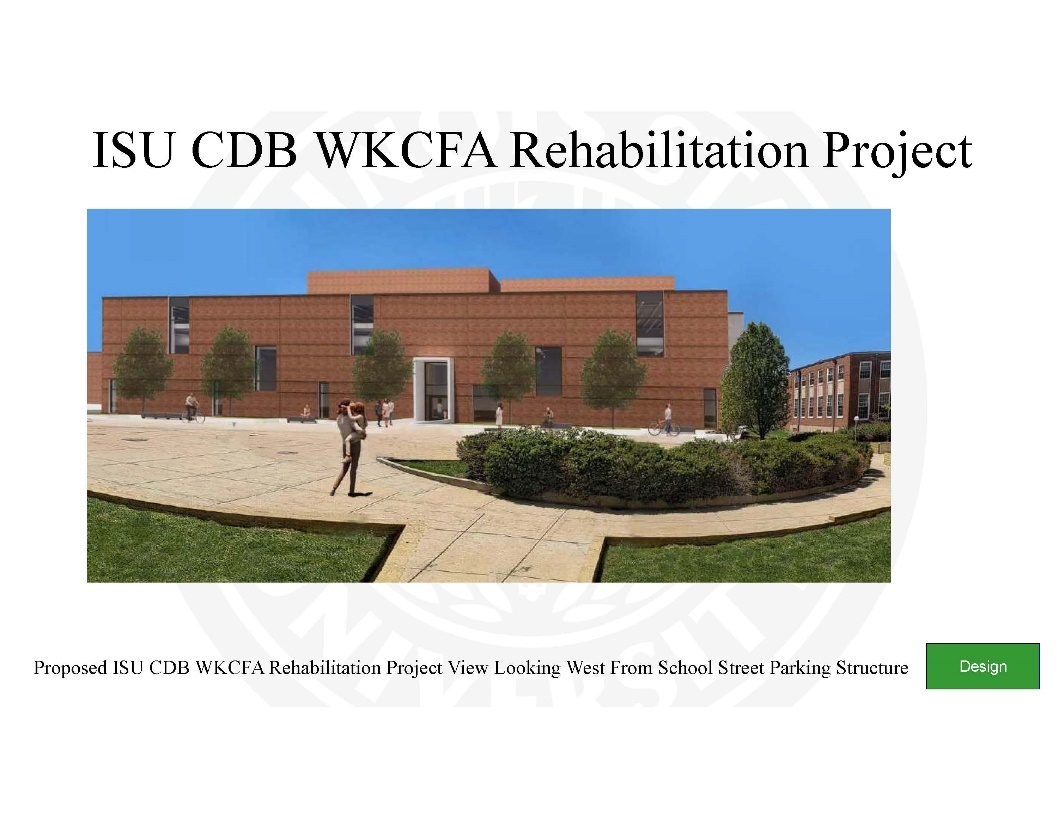 ISU CDB WKCFA Rehabilitation Project
Proposed ISU CDB WKCFA Rehabilitation Project View Looking West From School Street Parking Structure
Design